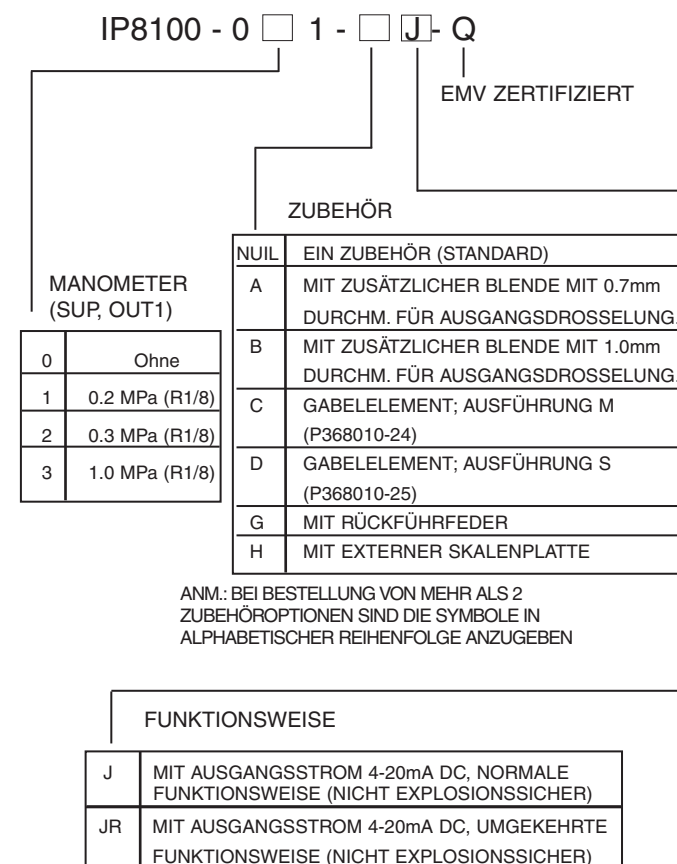 IP8100 - 0 1 - J - Q
EMV ZERTIFIZIERT
ZUBEHÖR
NUIL EIN ZUBEHÖR (STANDARD)
A MIT ZUSÄTZLICHER BLENDE MIT 0.7mm
DURCHM. FÜR AUSGANGSDROSSELUNG.
B MIT ZUSÄTZLICHER BLENDE MIT 1.0mm
DURCHM. FÜR AUSGANGSDROSSELUNG.
C GABELELEMENT; AUSFÜHRUNG M
(P368010-24)
D GABELELEMENT; AUSFÜHRUNG S
(P368010-25)
G MIT RÜCKFÜHRFEDER
H MIT EXTERNER SKALENPLATTE
MANOMETER
(SUP, OUT1)
0 Ohne
1 0.2 MPa (R1/8)
2 0.3 MPa (R1/8)
3 1.0 MPa (R1/8)
ANM.: BEI BESTELLUNG VON MEHR ALS 2
ZUBEHÖROPTIONEN SIND DIE SYMBOLE IN
ALPHABETISCHER REIHENFOLGE ANZUGEBEN
FUNKTIONSWEISE
J MIT AUSGANGSSTROM 4-20mA DC, NORMALE
FUNKTIONSWEISE (NICHT EXPLOSIONSSICHER)
JR MIT AUSGANGSSTROM 4-20mA DC, UMGEKEHRTE
FUNKTIONSWEISE (NICHT EXPLOSIONSSICHER)